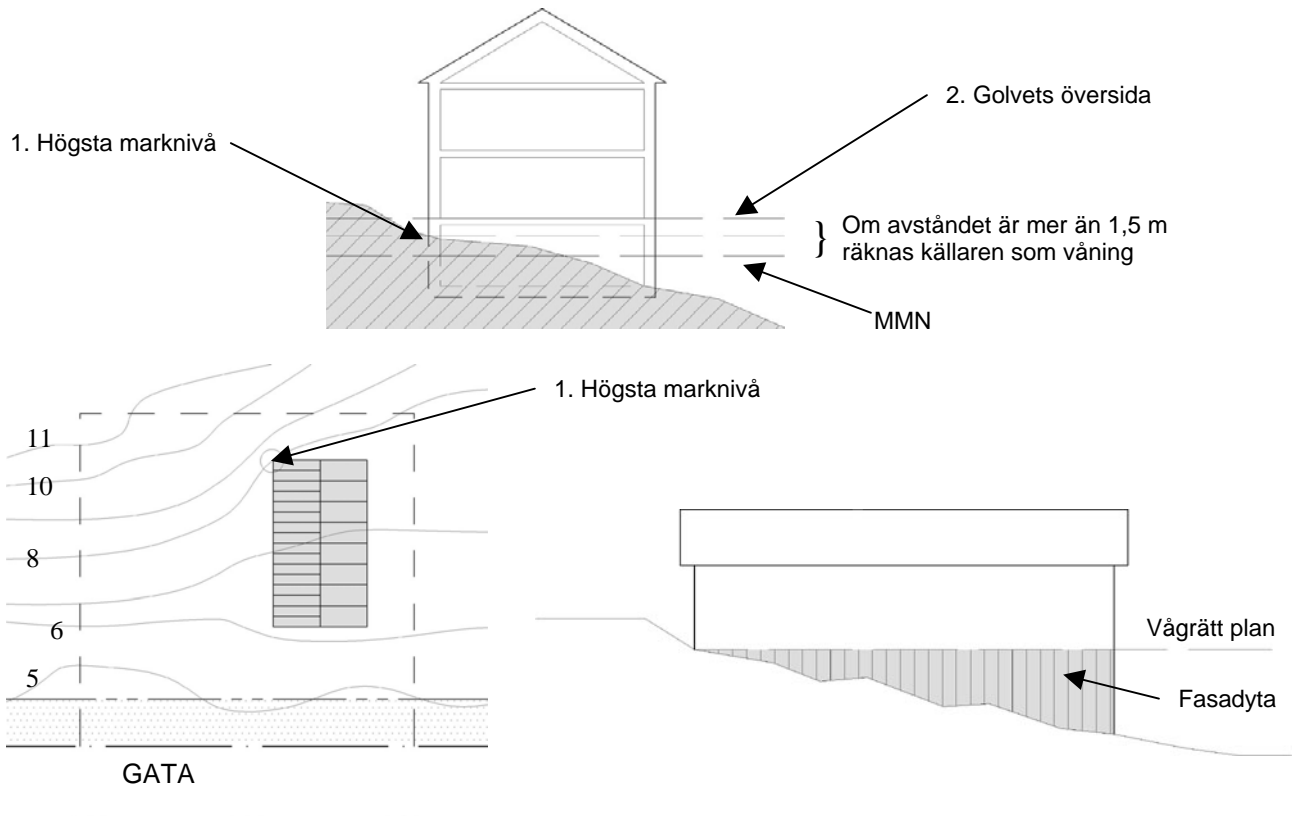 2. Golvets översida
1. Högsta marknivå
} Om avståndet är mer än 1,5 m
räknas källaren som våning
MMN
1. Högsta marknivå
11
10
8
6
5
Vågrätt plan
Fasadyta
GATA